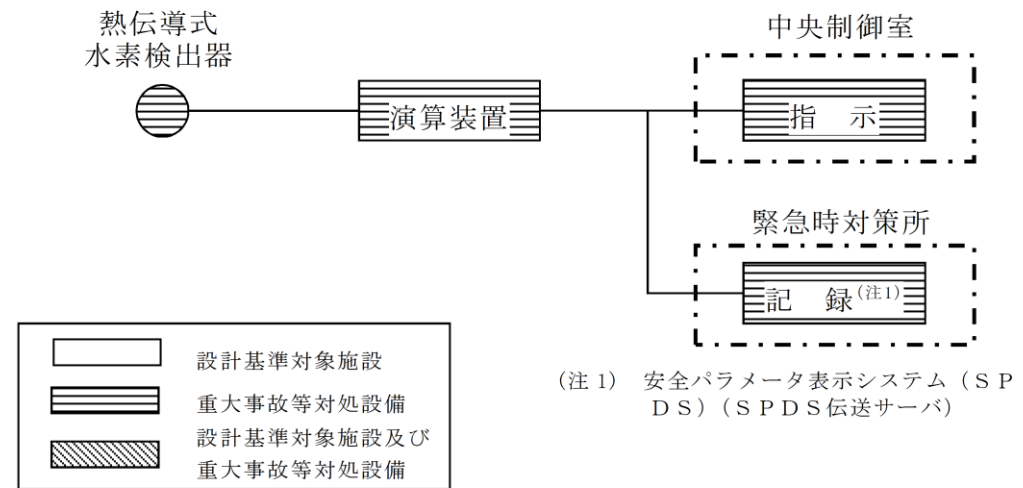 熱伝導式
水素検出器
演算装置
中央制御室
指　示
緊急時対策所
記　録(注1)
(注 1)　安全パラメータ表示システム（ＳＰ
ＤＳ）（ＳＰＤＳ伝送サーバ）
設計基準対象施設
重大事故等対処設備
設計基準対象施設及び
重大事故等対処設備